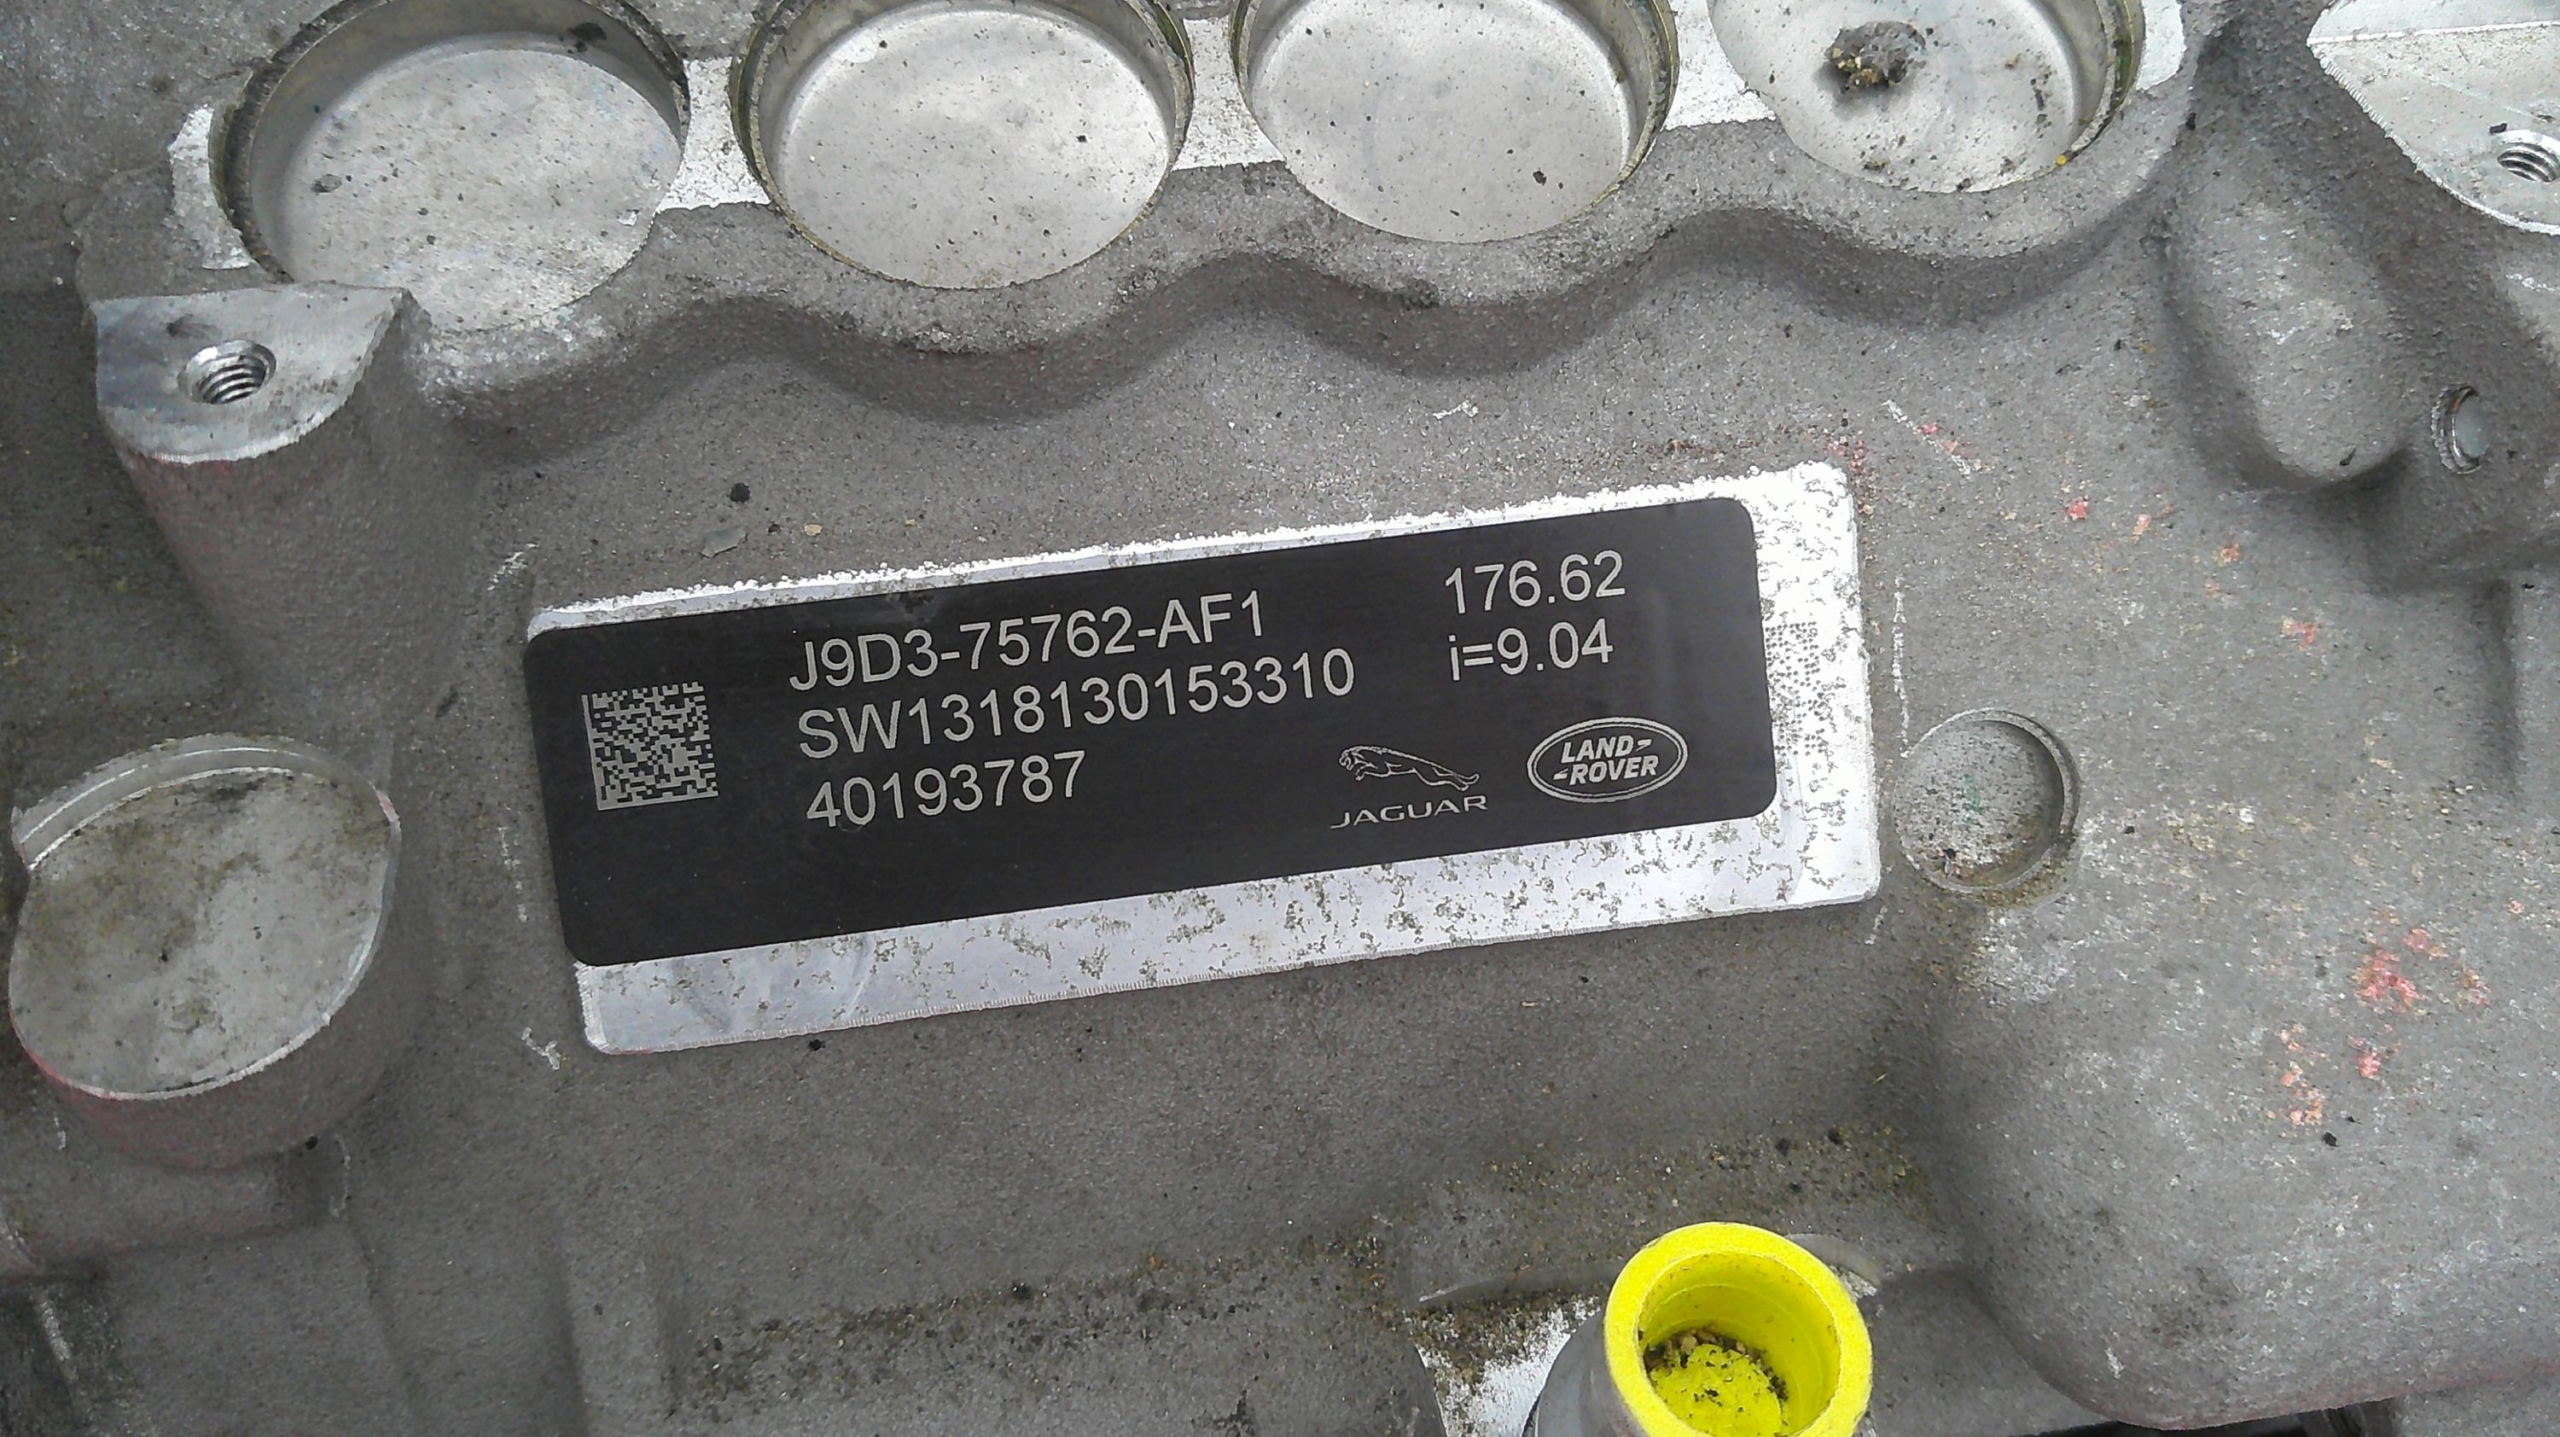 J9D3-75762-AF1 176.62
SW1318130153310 i=9.04
40193787
JAGUAR
LAND-
-ROVER